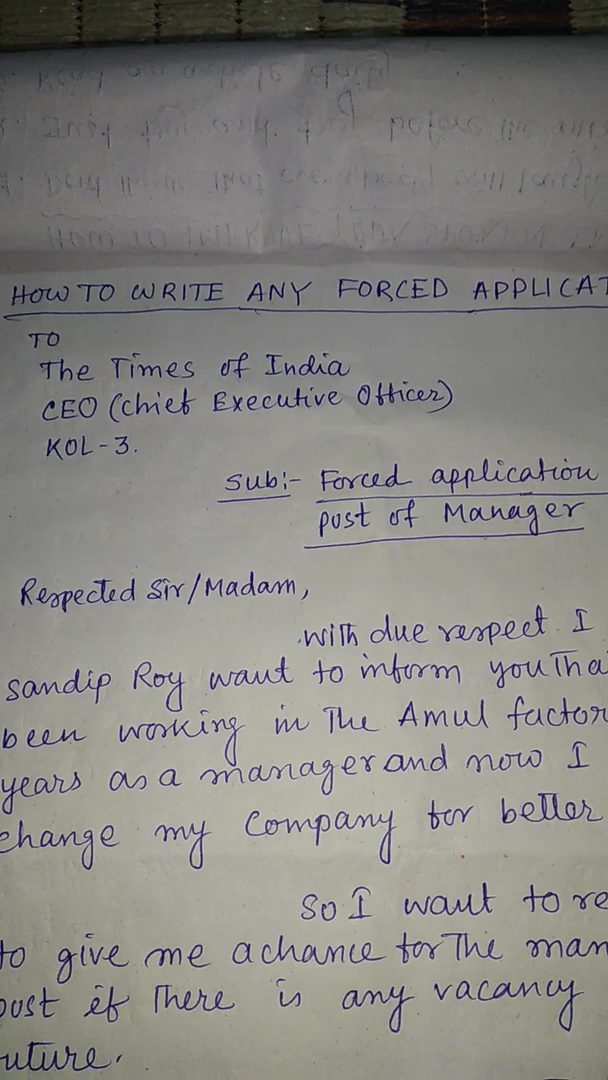 HOW TO WRITE ANY FORCED APPLICAT
TO
The Times of India
CEO (Chief Executive Officer)
KOL-3.
Sub:- Forced application
post of Manager
Respected Sir/Madam,
with due respect I
Sandip Roy want to inform you Tha
been working in The Amul factor
years as a manager and now I
change my Company for better
So I want to re
to give me a chance for The man
post if There is any vacancy
uture.